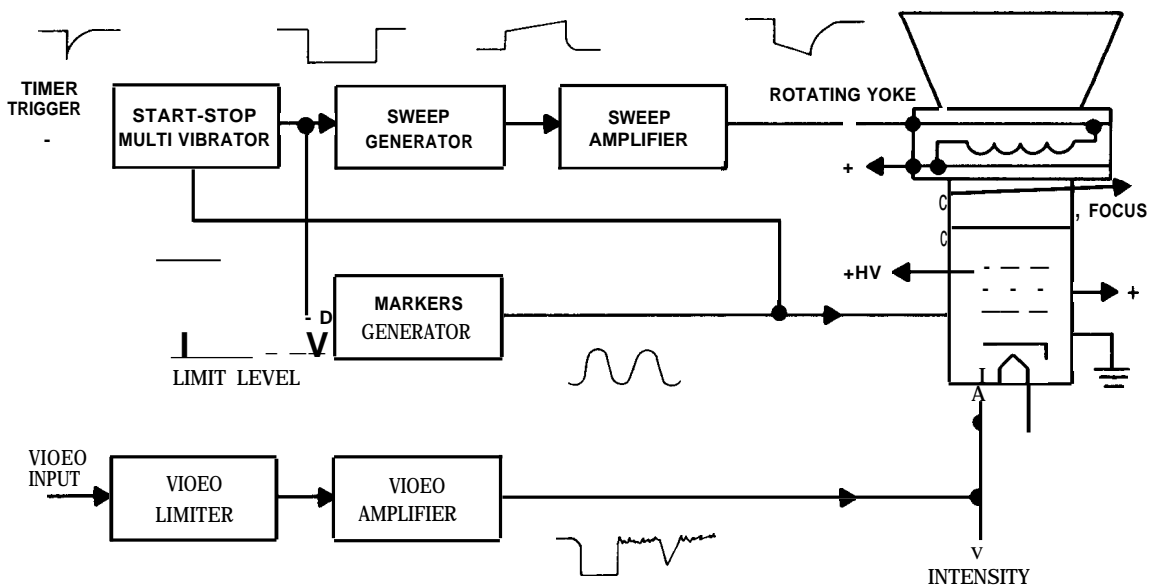 TIMER
TRIGGER
-
START-STOP
MULTI VIBRATOR
SWEEP
GENERATOR
SWEEP
AMPLIFIER
ROTATING YOKE
+
C
, FOCUS
C
+HV
+
- D
V
MARKERS
GENERATOR
LIMIT LEVEL
I
A
VIOEO
INPUT
VIOEO
LIMITER
VIOEO
AMPLIFIER
V
INTENSITY